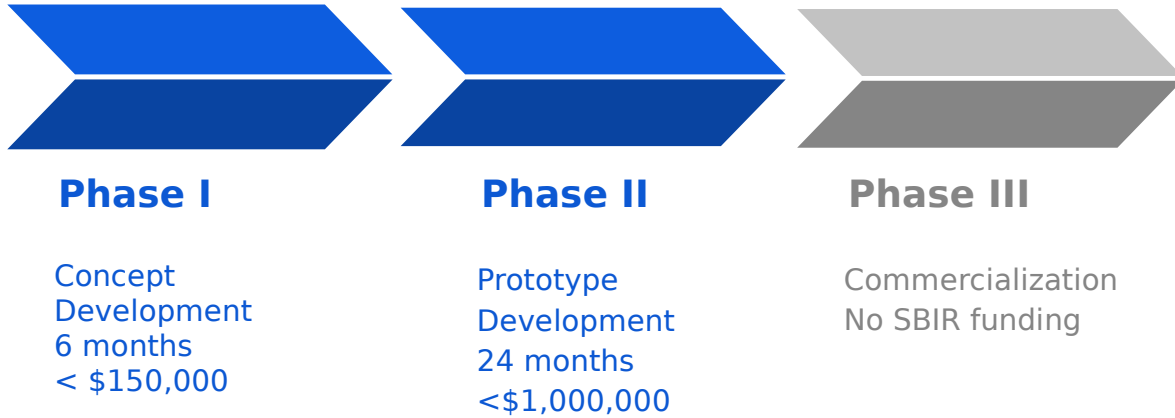 Phase I
Concept
Development
6 months
< $150,000
Phase II
Prototype
Development
24 months
<$1,000,000
Phase III
Commercialization
No SBIR funding